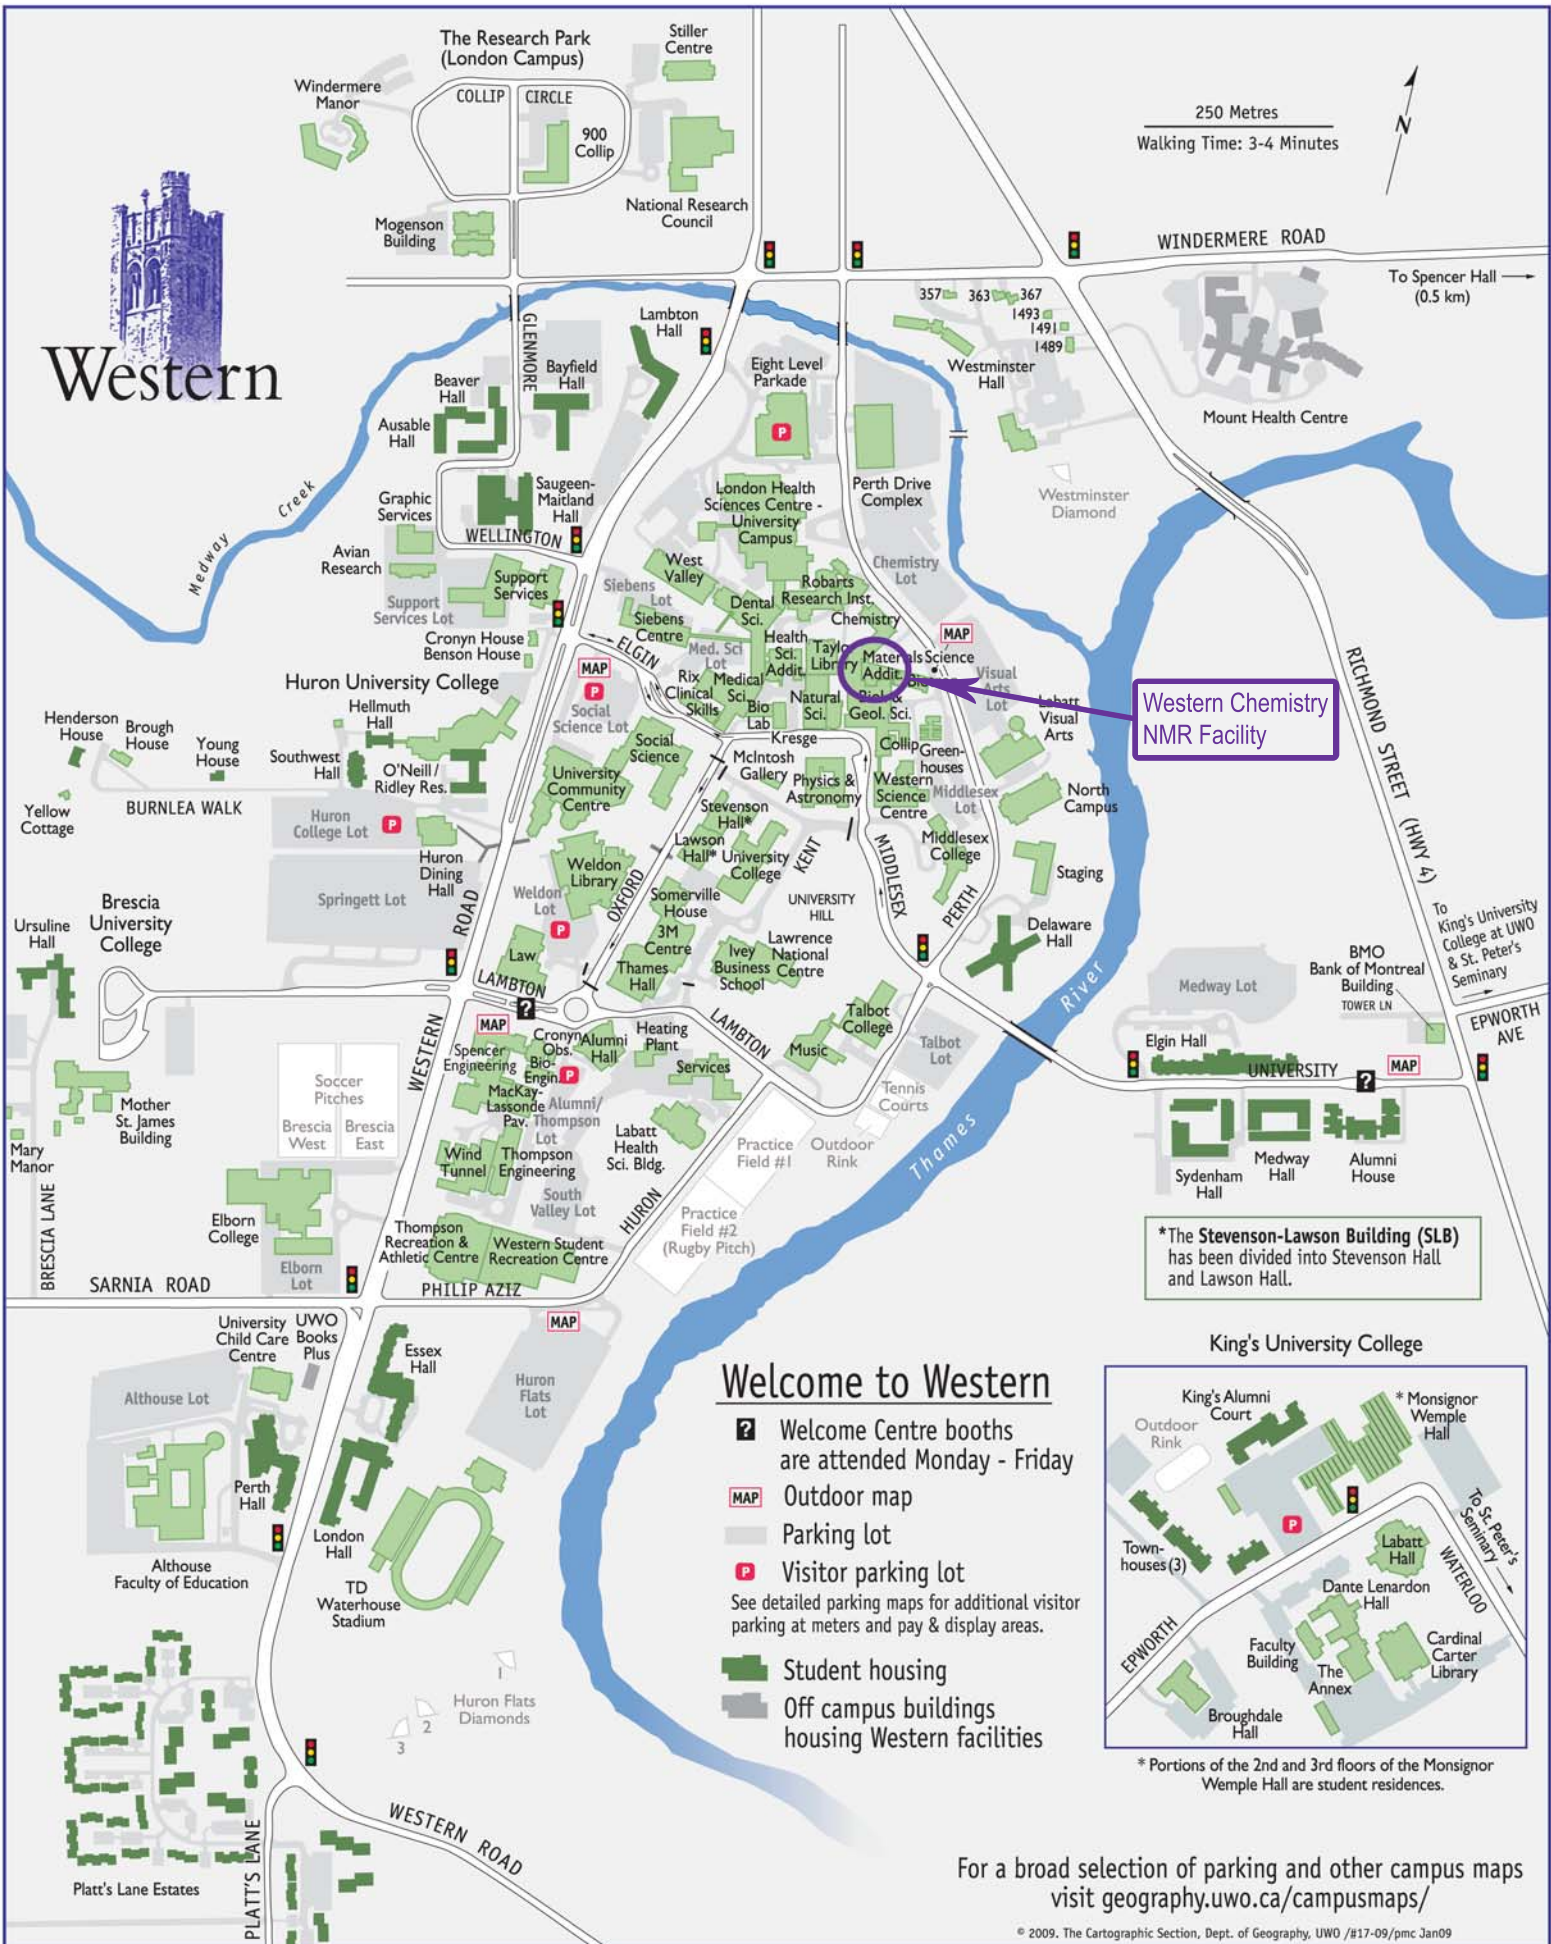 The Research Park
(London Campus)
Stiller
Centre
Windermere
Manor
COLLIP
CIRCLE
900
Collip
National Research
Council
Mogenson
Building
250 Metres
Walking Time: 3-4 Minutes
N
WINDERMERE ROAD
To Spencer Hall
(0.5 km)
Western
357
363
367
1493
1491
1489
Westminster
Hall
Mount Health Centre
Westminster
Diamond
GLENMORE
Lambton
Hall
Bayfield
Hall
Beaver
Hall
Ausable
Hall
Eight Level
Parkade
P
Perth Drive
Complex
London Health
Sciences Centre -
University
Campus
Saugeen-
Maitland
Hall
Graphic
Services
WELLINGTON
Medway
Creek
Avian
Research
Support
Services
Support
Services Lot
Cronyn House
Benson House
West
Valley
Siebens
Lot
Siebens
Centre
Dental
Sci.
Robarts
Research Inst.
Chemistry
Chemistry
Lot
MAP
ELGIN
Med. Sci
Lot
Health
Sci.
Addit.
Taylor
Library
Materials Science
Addit.
Visual
Arts
Lot
MAP
P
Social
Science Lot
Rix
Clinical
Skills
Medical
Sci.
Bio
Lab
Natural
Sci.
Biol. &
Geol. Sci.
Labatt
Visual
Arts
Western Chemistry
NMR Facility
Huron University College
Hellmuth
Hall
Henderson
House
Brough
House
Young
House
Southwest
Hall
O'Neill /
Ridley Res.
Yellow
Cottage
BURNLEA WALK
Huron
College Lot
P
Huron
Dining
Hall
Springett Lot
Social
Science
University
Community
Centre
Kresge
McIntosh
Gallery
Physics &
Astronomy
Collip
Green-
houses
Western
Science
Centre
Middlesex
Lot
North
Campus
Stevenson
Hall*
Lawson
Hall*
University
College
KENT
MIDDLESEX
Middlesex
College
Staging
Weldon
Library
Weldon
Lot
P
OXFORD
Somerville
House
UNIVERSITY
HILL
PERTH
Delaware
Hall
3M
Centre
Ivey
Business
School
Lawrence
National
Centre
Thames
Hall
Law
LAMBTON
?
ROAD
Brescia
University
College
Ursuline
Hall
RICHMOND STREET (HWY 4)
To
King's University
College at UWO
& St. Peter's
Seminary
BMO
Bank of Montreal
Building
TOWER LN
EPWORTH
AVE
Medway Lot
Elgin Hall
UNIVERSITY
?
MAP
Sydenham
Hall
Medway
Hall
Alumni
House
River
Thames
Talbot
College
Talbot
Lot
Music
LAMBTON
Tennis
Courts
Practice
Field #1
Outdoor
Rink
Practice
Field #2
(Rugby Pitch)
WESTERN
MAP
Cronyn
Obs.
Alumni
Hall
Heating
Plant
Spencer
Engineering
Bio-
Engin.
P
Services
MacKay-
Lassonde
Pav.
Alumni/
Thompson
Lot
Labatt
Health
Sci. Bldg.
Wind
Tunnel
Thompson
Engineering
South
Valley Lot
HURON
Soccer
Pitches
Brescia
West
Brescia
East
Mother
St. James
Building
Mary
Manor
BRESCIA LANE
Elborn
College
Elborn
Lot
Thompson
Recreation &
Athletic Centre
Western Student
Recreation Centre
SARNIA ROAD
PHILIP AZIZ
MAP
*The Stevenson-Lawson Building (SLB)
has been divided into Stevenson Hall
and Lawson Hall.
University
Child Care
Centre
UWO
Books
Plus
Essex
Hall
Huron
Flats
Lot
Althouse Lot
Perth
Hall
London
Hall
Althouse
Faculty of Education
TD
Waterhouse
Stadium
1
2
3
Huron Flats
Diamonds
WESTERN ROAD
PLATT'S LANE
Platt's Lane Estates
Welcome to Western
? Welcome Centre booths
are attended Monday - Friday
MAP Outdoor map
Parking lot
P Visitor parking lot
See detailed parking maps for additional visitor
parking at meters and pay & display areas.
Student housing
Off campus buildings
housing Western facilities
King's University College
King's Alumni
Court
* Monsignor
Wemple
Hall
Outdoor
Rink
P
Town-
houses (3)
To St. Peter's
Seminary
WATERLOO
Labatt
Hall
Dante Lenardon
Hall
EPWORTH
Faculty
Building
The
Annex
Cardinal
Carter
Library
Broughdale
Hall
* Portions of the 2nd and 3rd floors of the Monsignor
Wemple Hall are student residences.
For a broad selection of parking and other campus maps
visit geography.uwo.ca/campusmaps/
© 2009. The Cartographic Section, Dept. of Geography, UWO /#17-09/pmc Jan09